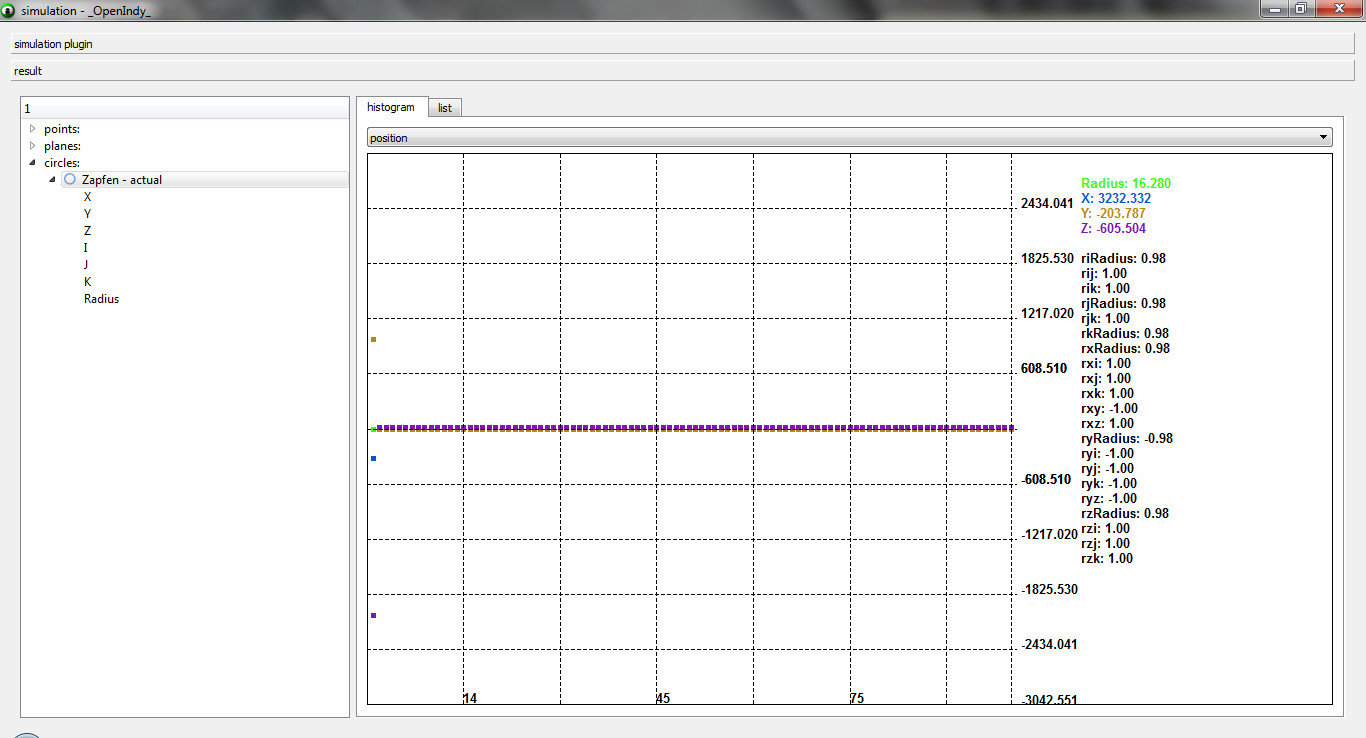 simulation - _OpenIndy_
simulation plugin
result
1
points:
planes:
circles:
Zapfen - actual
X
Y
Z
I
J
K
Radius
histogram
list
position
2434.041
1825.530
1217.020
608.510
-608.510
-1217.020
-1825.530
-2434.041
-3042.551
14
45
75
Radius: 16.280
X: 3232.332
Y: -203.787
Z: -605.504
riRadius: 0.98
rij: 1.00
rik: 1.00
rjRadius: 0.98
rjk: 1.00
rkRadius: 0.98
rxRadius: 0.98
rxi: 1.00
rxj: 1.00
rxk: 1.00
rxy: -1.00
rxz: 1.00
ryRadius: -0.98
ryi: -1.00
ryj: -1.00
ryk: -1.00
ryz: -1.00
rzRadius: 0.98
rzi: 1.00
rzj: 1.00
rzk: 1.00